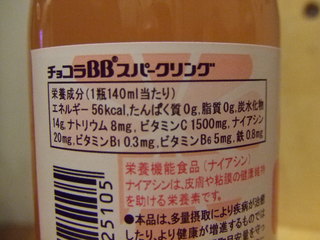 チョコラBB®スパークリング
栄養成分(1瓶140ml当たり)
エネルギー 56kcal,たんぱく質 0g,脂質 0g,炭水化物
14g,ナトリウム 8mg,ビタミンC 1500mg,ナイアシン
20mg,ビタミンB1 0.3mg,ビタミンB6 5mg,鉄 0.8mg
栄養機能食品(ナイアシン)
ナイアシンは、皮膚や粘膜の健康維持
を助ける栄養素です。
●本品は、多量摂取により疾病が治癒
したり、より健康が増進するものでは
25105